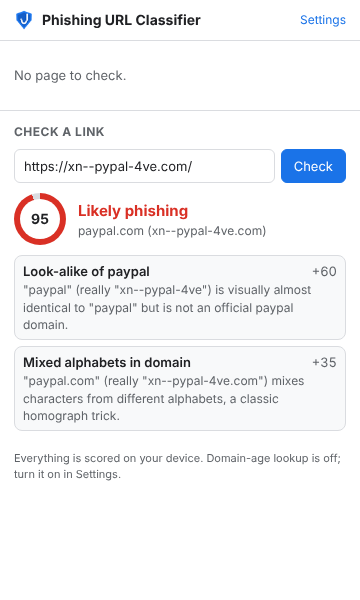 Phishing URL Classifier
Settings
No page to check.
CHECK A LINK
https://xn--pypal-4ve.com/
Check
95
Likely phishing
pаypal.com (xn--pypal-4ve.com)
Look-alike of paypal
+60
"pаypal" (really "xn--pypal-4ve") is visually almost
identical to "paypal" but is not an official paypal
domain.
Mixed alphabets in domain
+35
"pаypal.com" (really "xn--pypal-4ve.com") mixes
characters from different alphabets, a classic
homograph trick.
Everything is scored on your device. Domain-age lookup is off;
turn it on in Settings.